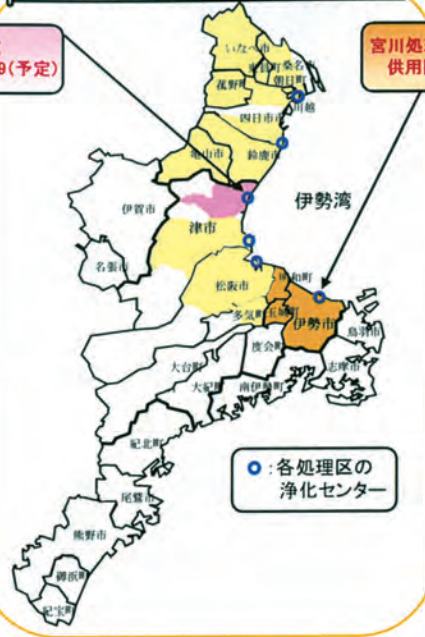 9(予定)
宮川処
供用
いなべ市
桑名市
東員町
朝日町
菰野町
川越
四日市市
亀山市
鈴鹿市
伊賀市
津市
伊勢湾
名張市
松阪市
明和町
多気町
玉城町
伊勢市
鳥羽市
度会町
志摩市
大台町
大紀町
南伊勢町
紀北町
尾鷲市
熊野市
御浜町
紀宝町
:各処理区の
浄化センター